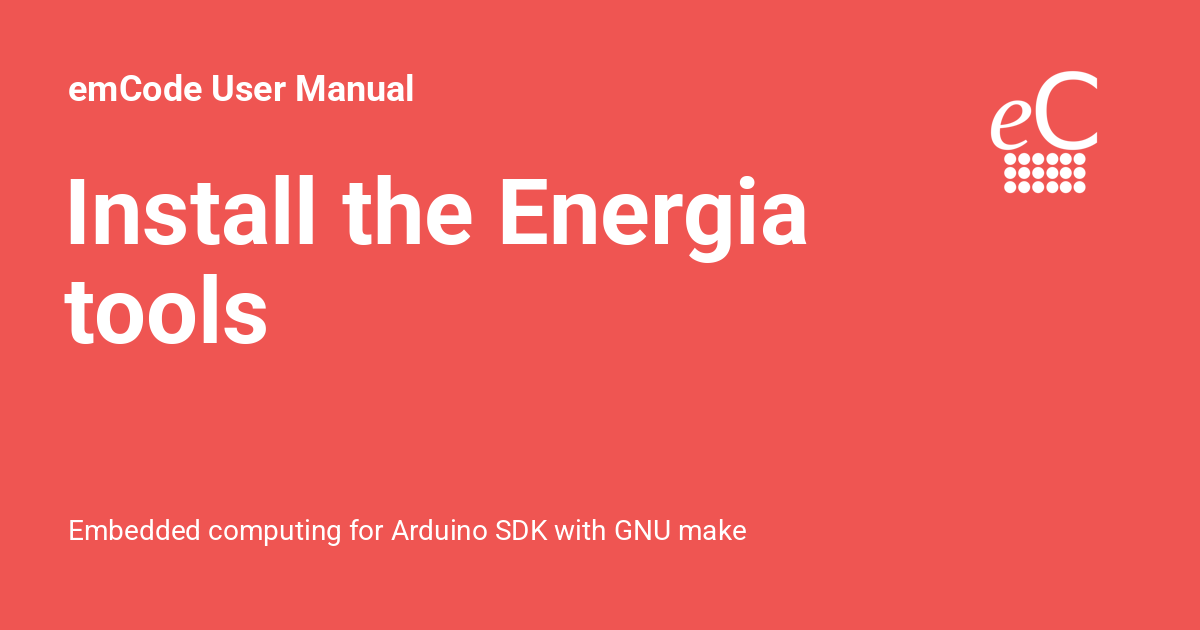 emCode User Manual
eC
Install the Energia
tools
Embedded computing for Arduino SDK with GNU make